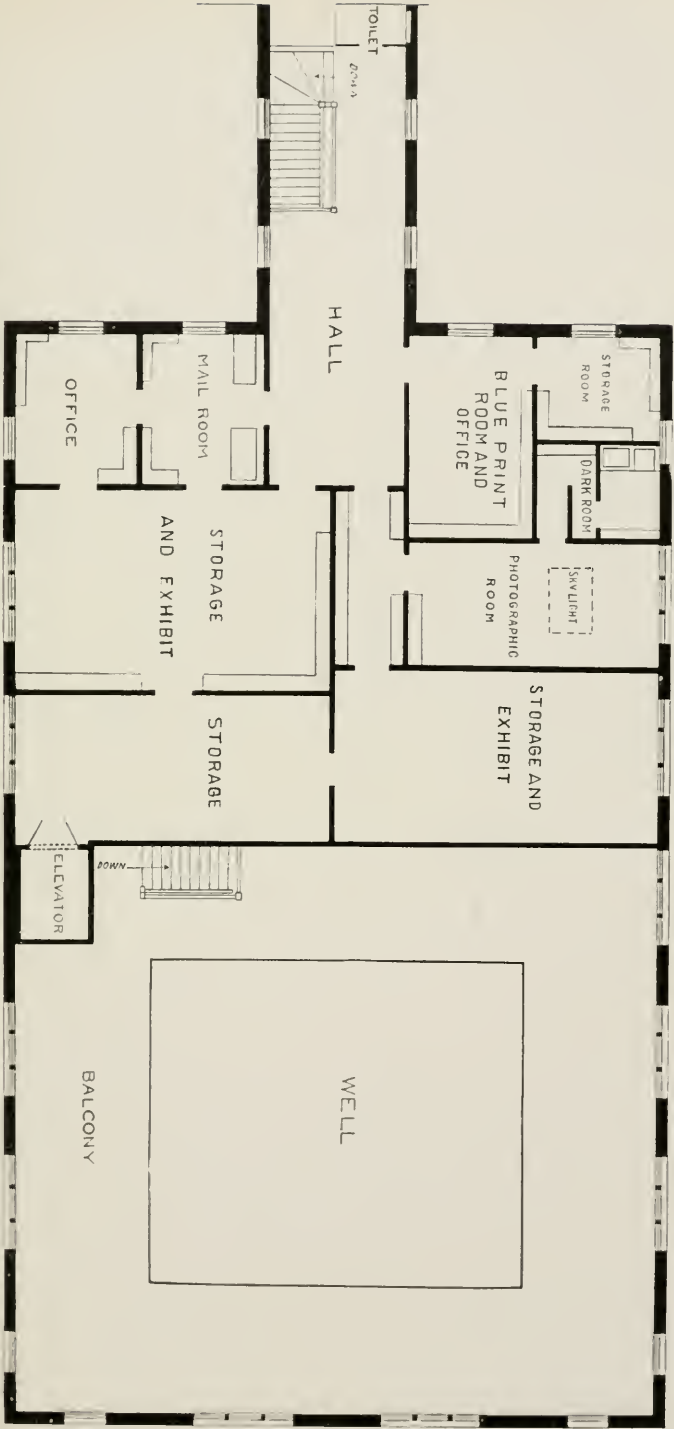 TOILET
DOWN
HALL
STORAGE
ROOM
BLUE PRINT
ROOM AND
OFFICE
DARK ROOM
MAIL ROOM
OFFICE
SKYLIGHT
PHOTOGRAPHIC
ROOM
STORAGE
AND EXHIBIT
STORAGE AND
EXHIBIT
STORAGE
ELEVATOR
DOWN
WELL
BALCONY